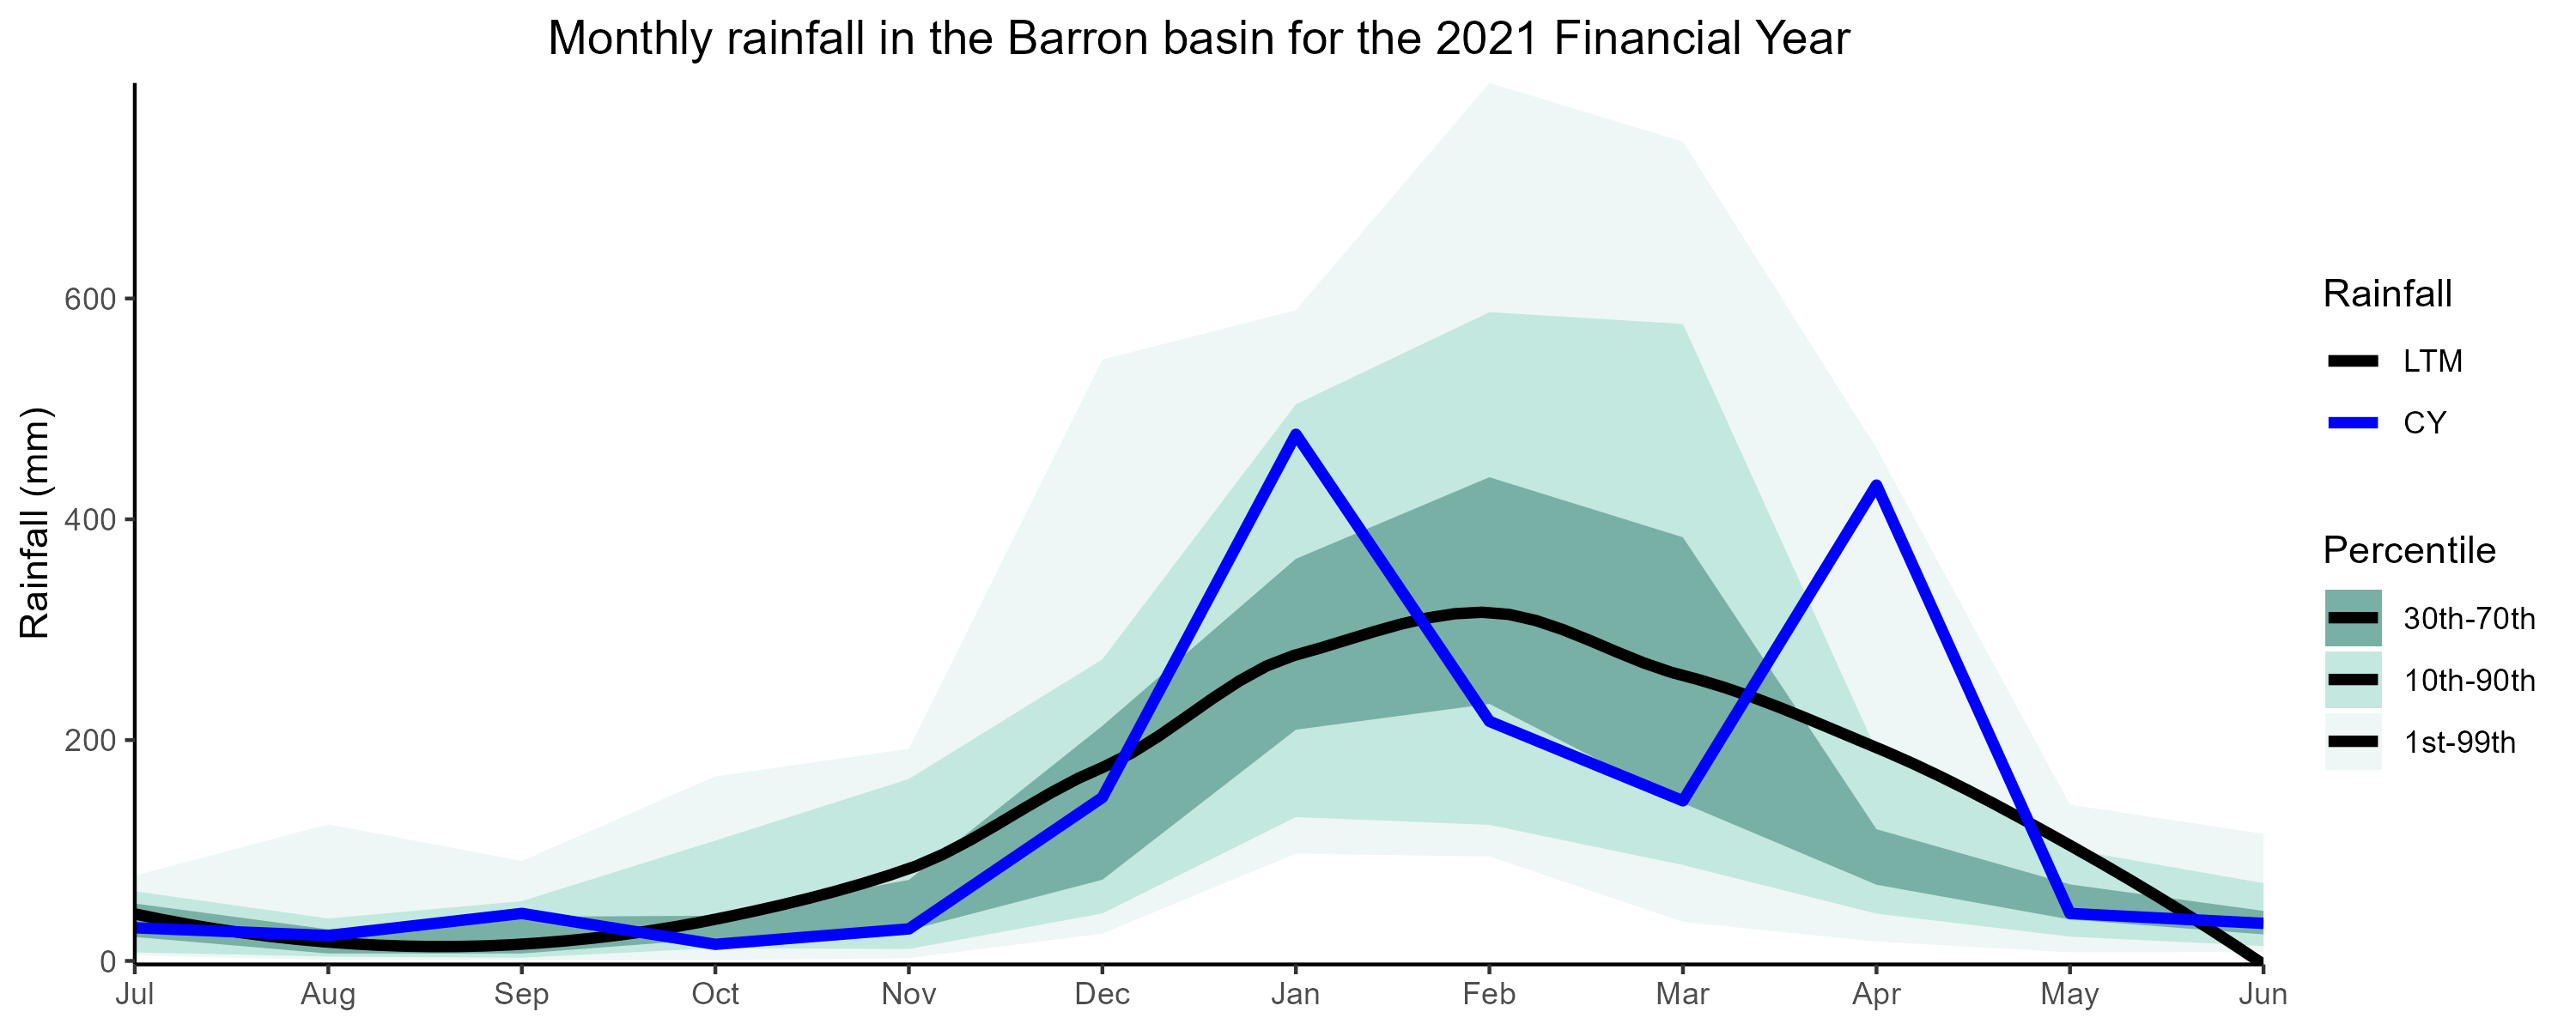 Monthly rainfall in the Barron basin for the 2021 Financial Year
Rainfall (mm)
600
400
200
0
Jul Aug Sep Oct Nov Dec Jan Feb Mar Apr May Jun
Rainfall
LTM
CY
Percentile
30th-70th
10th-90th
1st-99th